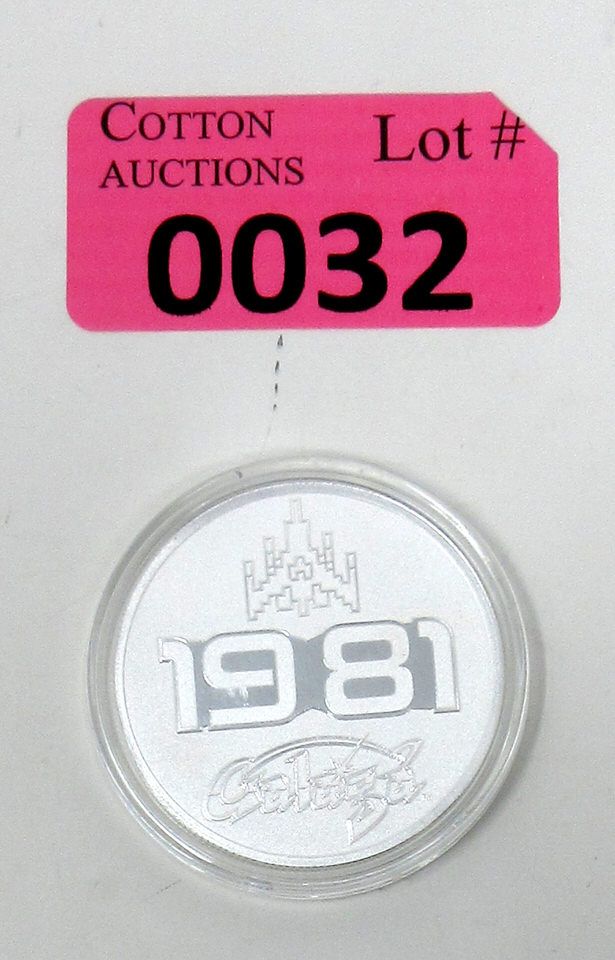 COTTON AUCTIONS
Lot #
0032
1981
Galaga